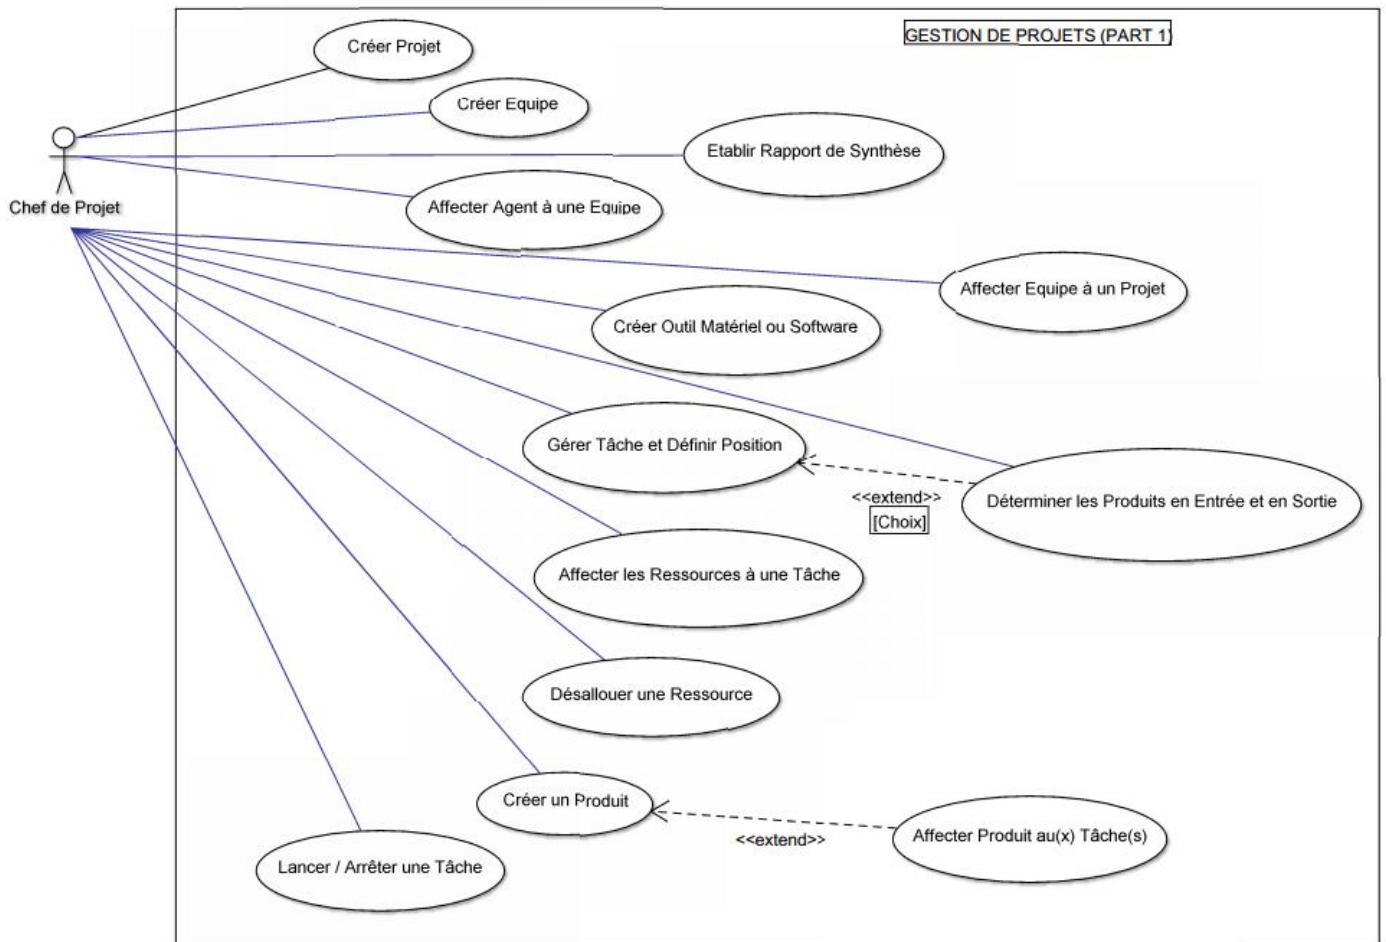 GESTION DE PROJETS (PART 1)
Créer Projet
Créer Equipe
Etablir Rapport de Synthèse
Chef de Projet
Affecter Agent à une Equipe
Affecter Equipe à un Projet
Créer Outil Matériel ou Software
Gérer Tâche et Définir Position
<<extend>>
[Choix]
Déterminer les Produits en Entrée et en Sortie
Affecter les Ressources à une Tâche
Désallouer une Ressource
Créer un Produit
<<extend>>
Affecter Produit au(x) Tâche(s)
Lancer / Arrêter une Tâche